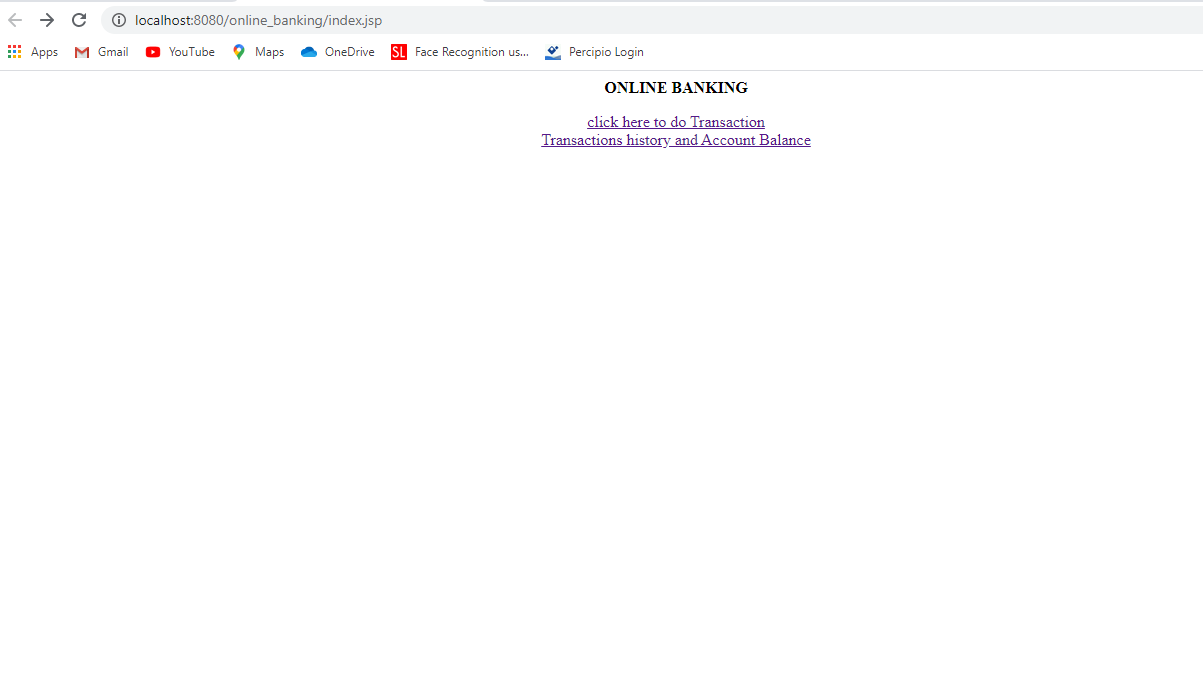 localhost:8080/online_banking/index.jsp
Apps Gmail YouTube Maps OneDrive SL Face Recognition us... Percipio Login
ONLINE BANKING
click here to do Transaction
Transactions history and Account Balance